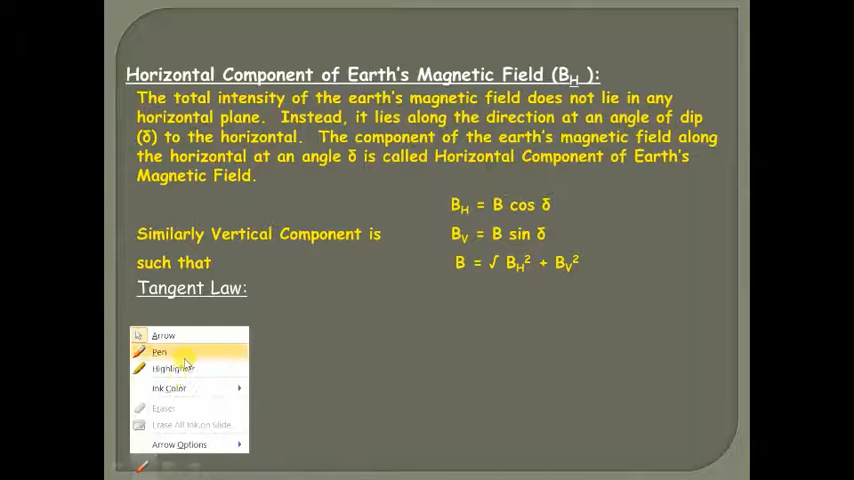 Horizontal Component of Earth's Magnetic Field (BH ):
The total intensity of the earth's magnetic field does not lie in any
horizontal plane. Instead, it lies along the direction at an angle of dip
(δ) to the horizontal. The component of the earth's magnetic field along
the horizontal at an angle δ is called Horizontal Component of Earth's
Magnetic Field.
BH = B cos δ
Similarly Vertical Component is BV = B sin δ
such that B = √ BH² + BV²
Tangent Law:
Arrow
Pen
Highlighter
Ink Color
Eraser
Erase All Ink on Slide
Arrow Options